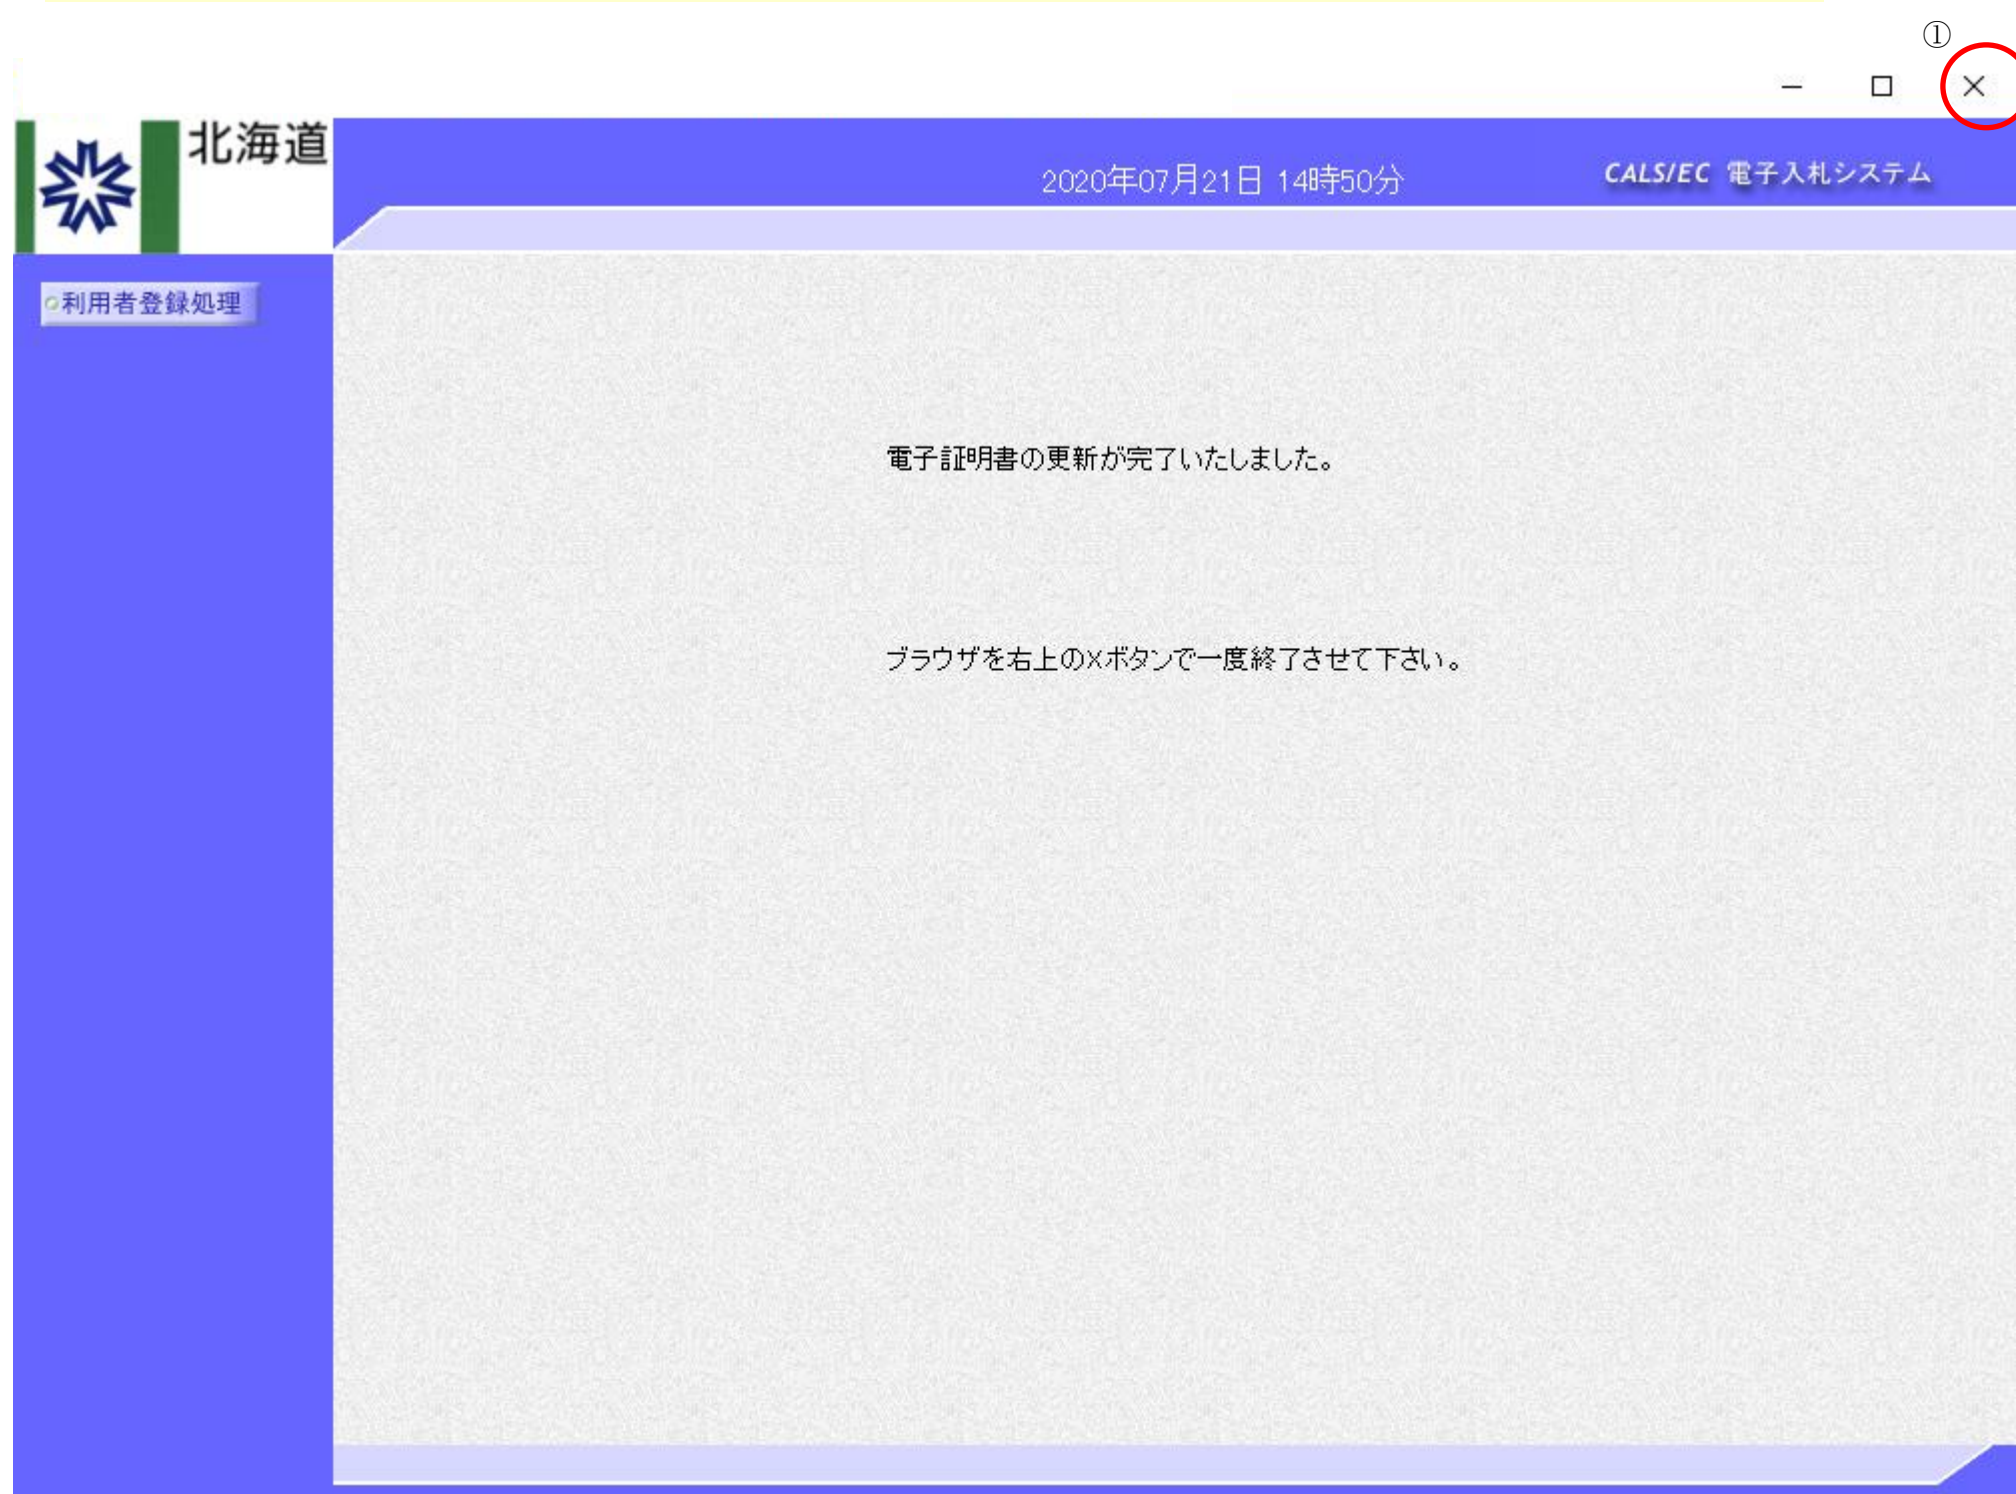 ①
北海道
2020年07月21日 14時50分
CALS/EC 電子入札システム
利用者登録処理
電子証明書の更新が完了いたしました。
ブラウザを右上の×ボタンで一度終了させて下さい。